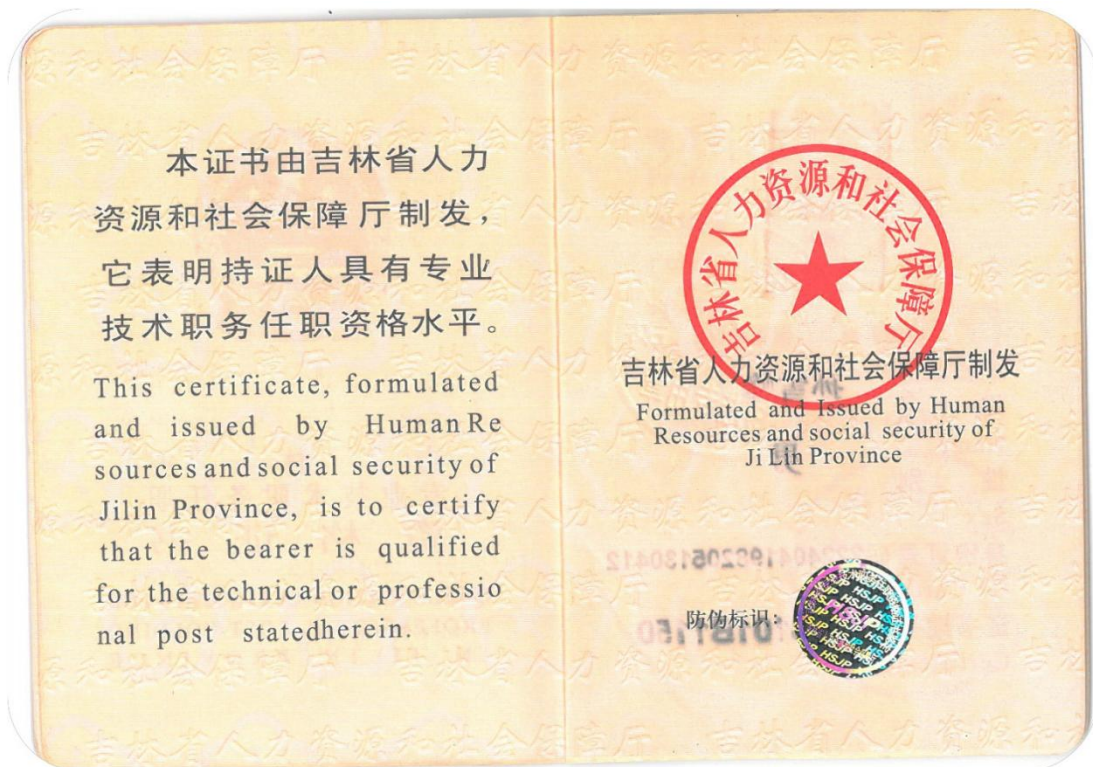 本证书由吉林省人力
资源和社会保障厅制发，
它表明持证人具有专业
技术职务任职资格水平。
This certificate, formulated
and issued by Human Re
sources and social security of
Jilin Province, is to certify
that the bearer is qualified
for the technical or professio
nal post statedherein.
吉林省人力资源和社会保障厅
吉林省人力资源和社会保障厅制发
Formulated and Issued by Human
Resources and social security of
Ji Lin Province
防伪标识：
HSJP